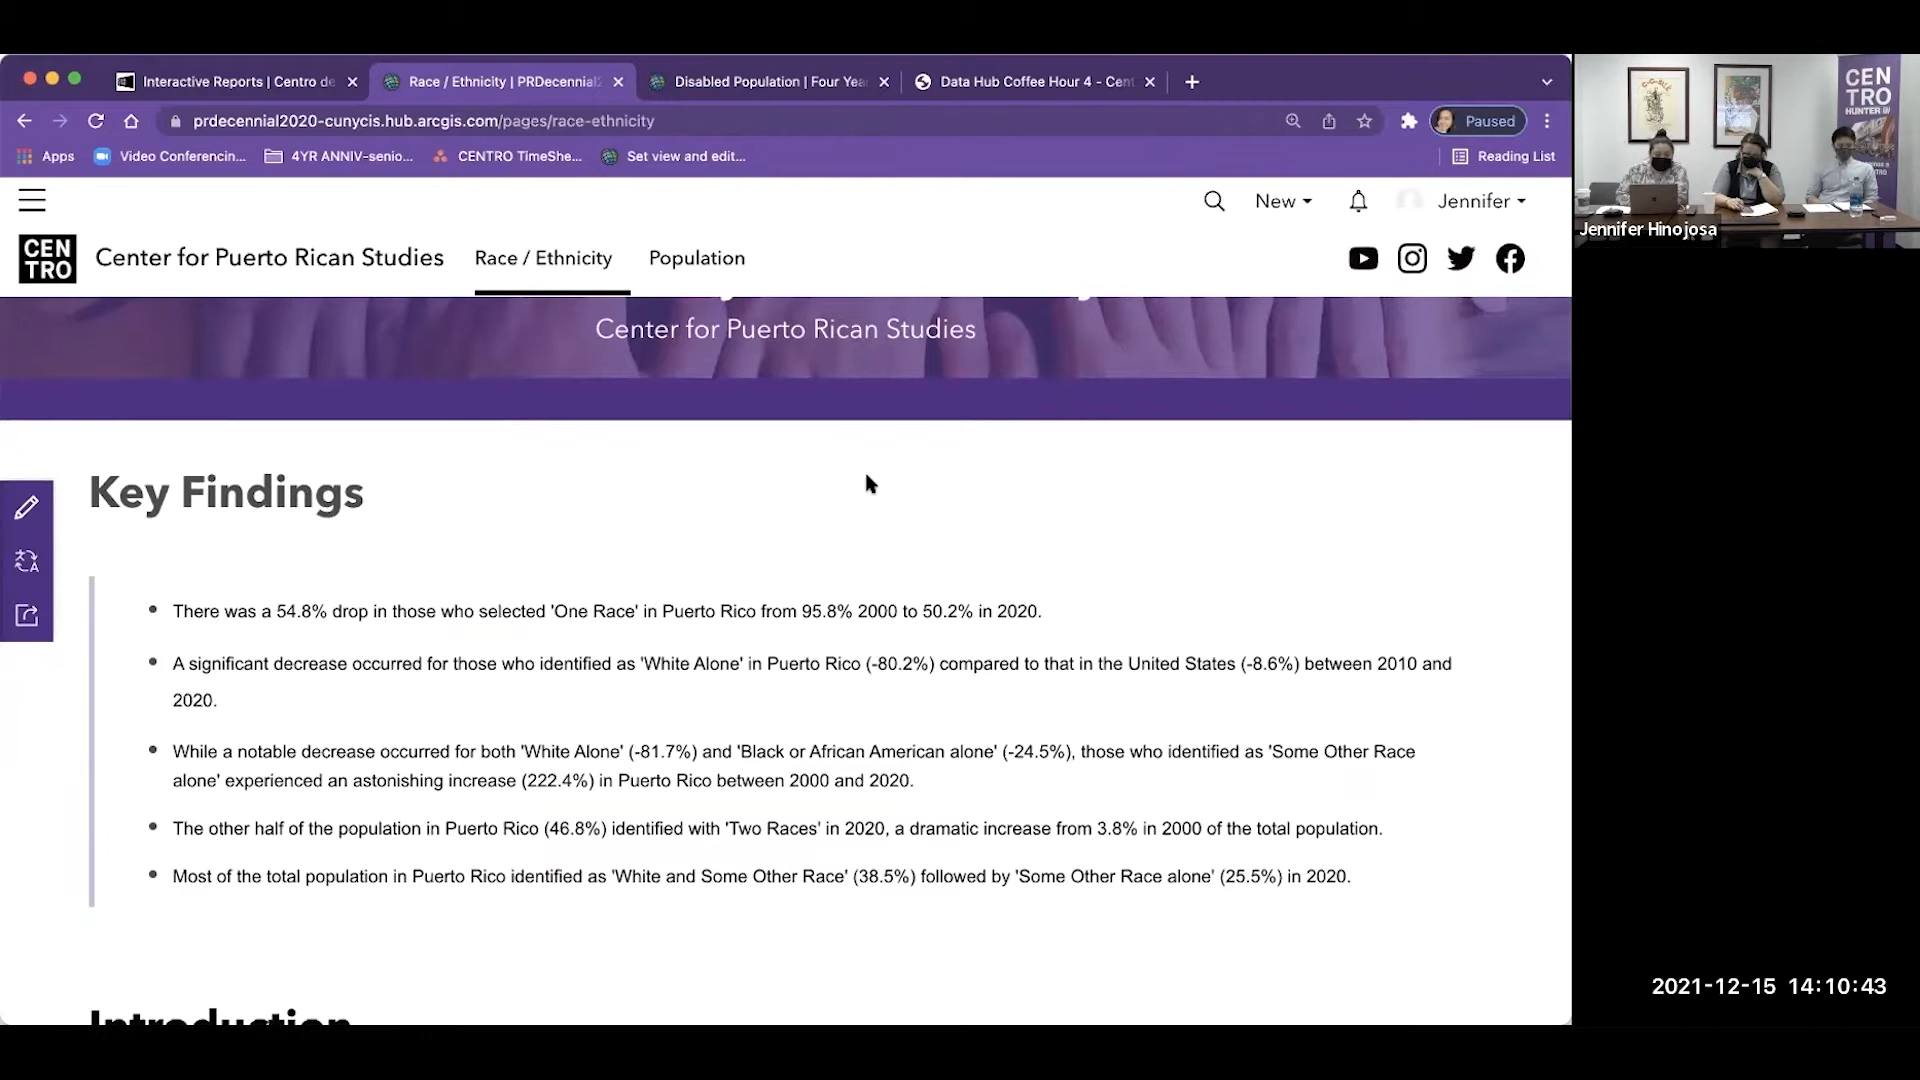 Interactive Reports | Centro de
Race / Ethnicity | PRDecennial2
Disabled Population | Four Yea
Data Hub Coffee Hour 4 - Cent
prdecennial2020-cunycis.hub.arcgis.com/pages/race-ethnicity
Paused
Apps
Video Conferencin...
4YR ANNIV-senio...
CENTRO TimeShe...
Set view and edit...
Reading List
New
Jennifer
CEN
TRO
Center for Puerto Rican Studies
Race / Ethnicity
Population
Center for Puerto Rican Studies
Key Findings
There was a 54.8% drop in those who selected 'One Race' in Puerto Rico from 95.8% 2000 to 50.2% in 2020.
A significant decrease occurred for those who identified as 'White Alone' in Puerto Rico (-80.2%) compared to that in the United States (-8.6%) between 2010 and
2020.
While a notable decrease occurred for both 'White Alone' (-81.7%) and 'Black or African American alone' (-24.5%), those who identified as 'Some Other Race
alone' experienced an astonishing increase (222.4%) in Puerto Rico between 2000 and 2020.
The other half of the population in Puerto Rico (46.8%) identified with 'Two Races' in 2020, a dramatic increase from 3.8% in 2000 of the total population.
Most of the total population in Puerto Rico identified as 'White and Some Other Race' (38.5%) followed by 'Some Other Race alone' (25.5%) in 2020.
Introduction
CEN
TRO
HUNTER
Jennifer Hinojosa
2021-12-15 14:10:43